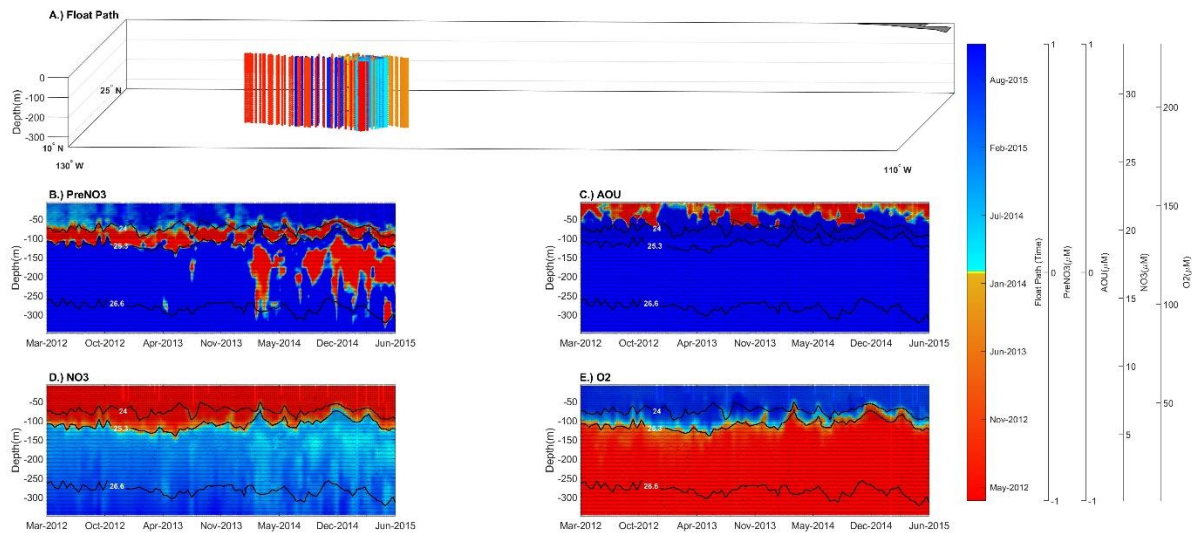 A.) Float Path
Depth(m)
0
-100
-200
-300
25° N
10° N
130° W
110° W
B.) PreNO3
Depth(m)
-50
-100
-150
-200
-250
-300
24
25.3
26.6
Mar-2012 Oct-2012 Apr-2013 Nov-2013 May-2014 Dec-2014 Jun-2015
C.) AOU
Depth(m)
-50
-100
-150
-200
-250
-300
24
25.3
26.6
Mar-2012 Oct-2012 Apr-2013 Nov-2013 May-2014 Dec-2014 Jun-2015
D.) NO3
Depth(m)
-50
-100
-150
-200
-250
-300
24
25.3
26.6
Mar-2012 Oct-2012 Apr-2013 Nov-2013 May-2014 Dec-2014 Jun-2015
E.) O2
Depth(m)
-50
-100
-150
-200
-250
-300
24
25.3
26.6
Mar-2012 Oct-2012 Apr-2013 Nov-2013 May-2014 Dec-2014 Jun-2015
Aug-2015
Feb-2015
Jul-2014
Jan-2014
Jun-2013
Nov-2012
May-2012
Float Path (Time)
1
0
-1
PreNO3(μM)
1
0
-1
AOU(μM)
30
25
20
15
10
5
NO3(μM)
200
150
100
50
O2(μM)